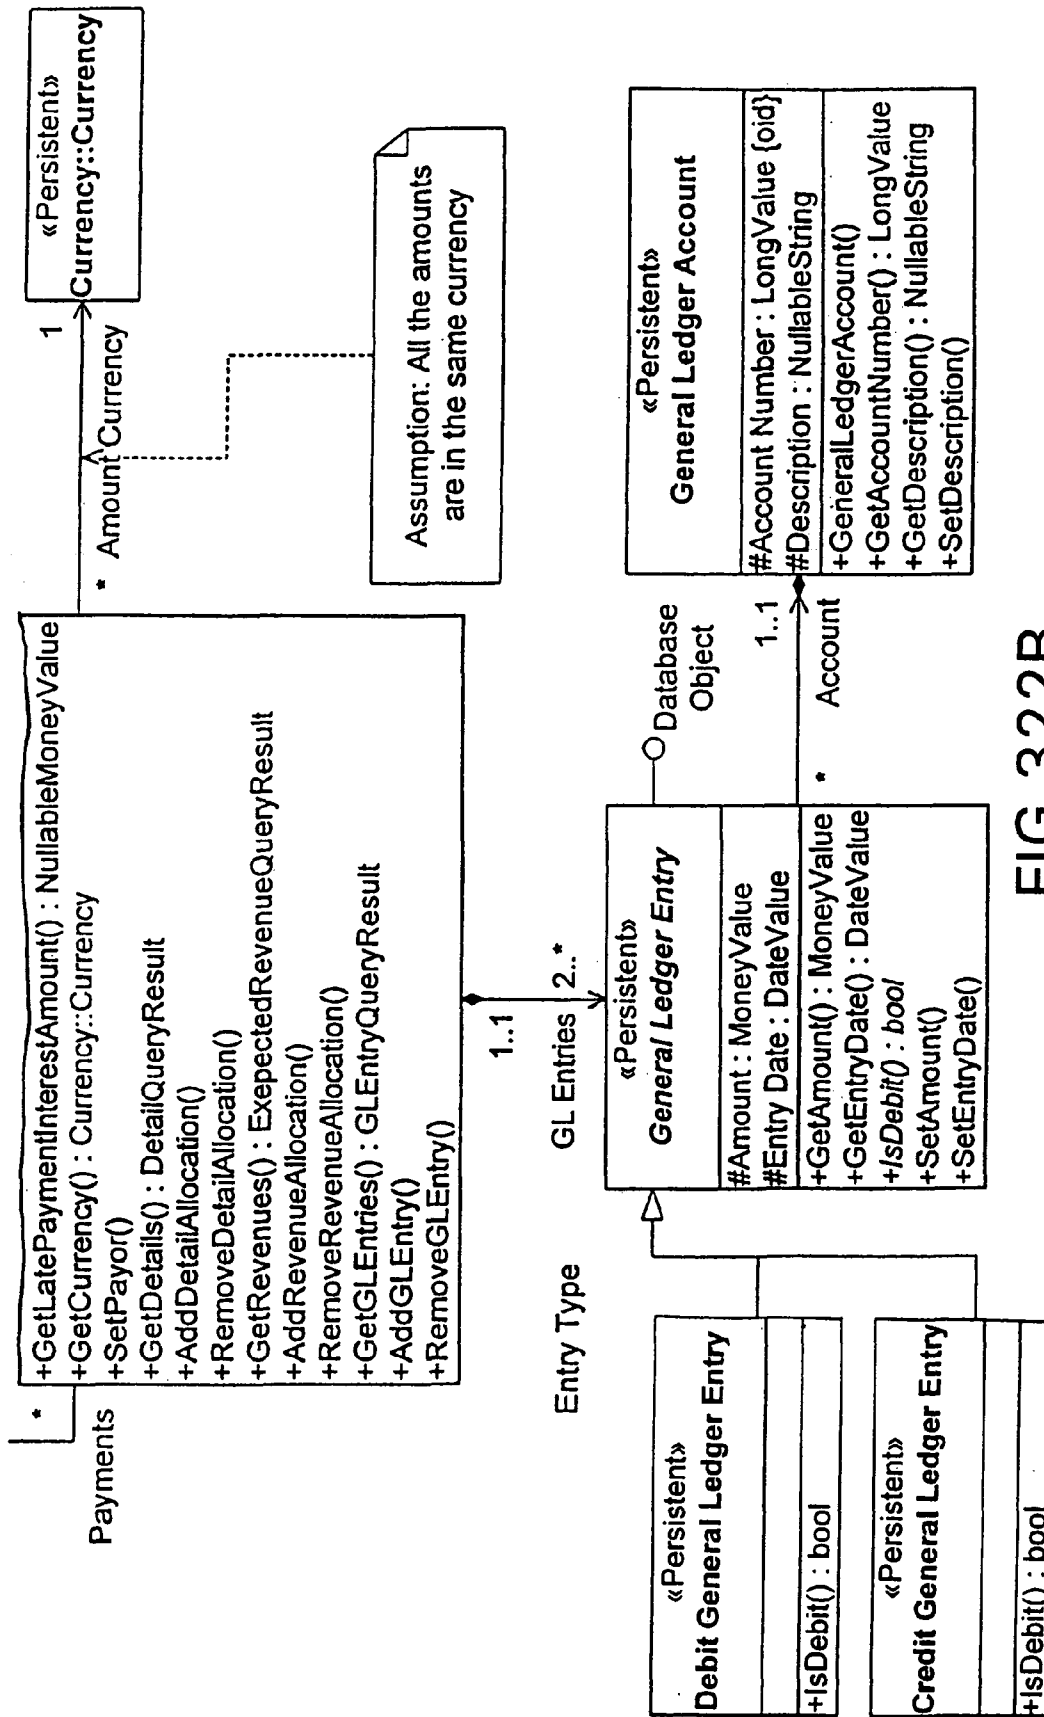 *
Payments
+GetLatePaymentInterestAmount() : NullableMoneyValue
+GetCurrency() : Currency::Currency
+SetPayor()
+GetDetails() : DetailQueryResult
+AddDetailAllocation()
+RemoveDetailAllocation()
+GetRevenues() : ExepectedRevenueQueryResult
+AddRevenueAllocation()
+RemoveRevenueAllocation()
+GetGLEntries() : GLEntryQueryResult
+AddGLEntry()
+RemoveGLEntry()
*
Amount Currency
1
«Persistent»
Currency::Currency
Assumption: All the amounts
are in the same currency
1..1
GL Entries
2..*
Entry Type
«Persistent»
General Ledger Entry
#Amount : MoneyValue
#Entry Date : DateValue
+GetAmount() : MoneyValue
+GetEntryDate() : DateValue
+IsDebit() : bool
+SetAmount()
+SetEntryDate()
Database
Object
*
1..1
Account
«Persistent»
General Ledger Account
#Account Number : LongValue {oid}
#Description : NullableString
+GeneralLedgerAccount()
+GetAccountNumber() : LongValue
+GetDescription() : NullableString
+SetDescription()
«Persistent»
Debit General Ledger Entry
+IsDebit() : bool
«Persistent»
Credit General Ledger Entry
+IsDebit() : bool
FIG. 322B